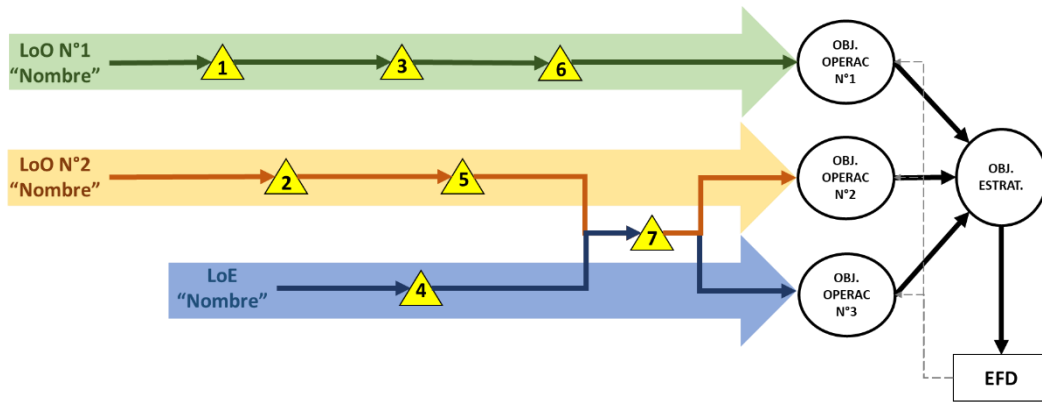 LoO N°1
“Nombre”
1
3
6
OBJ.
OPERAC
N°1
LoO N°2
“Nombre”
2
5
OBJ.
OPERAC
N°2
OBJ.
ESTRAT.
7
LoE
“Nombre”
4
OBJ.
OPERAC
N°3
EFD